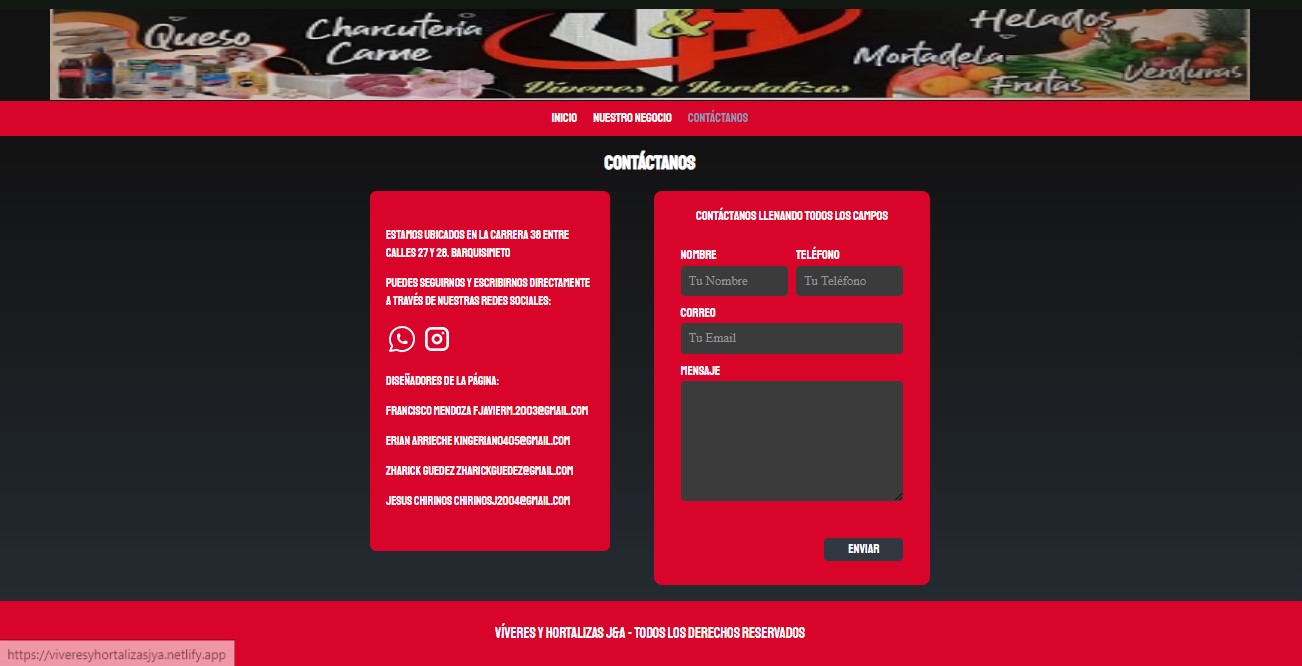 Queso
Charcutería
Carne
J&A
Víveres y Hortalizas
Helados
Mortadela
Frutas
Verduras
INICIO NUESTRO NEGOCIO CONTÁCTANOS
CONTÁCTANOS
ESTAMOS UBICADOS EN LA CARRERA 38 ENTRE
CALLES 27 Y 28. BARQUISIMETO
PUEDES SEGUIRNOS Y ESCRIBIRNOS DIRECTAMENTE
A TRAVÉS DE NUESTRAS REDES SOCIALES:
DISEÑADORES DE LA PÁGINA:
FRANCISCO MENDOZA FJAVIERM.2003@GMAIL.COM
ERIAN ARRIECHE KINGERIAN0405@GMAIL.COM
ZHARICK GUEDEZ ZHARICKGUEDEZ@GMAIL.COM
JESUS CHIRINOS CHIRINOSJ2004@GMAIL.COM
CONTÁCTANOS LLENANDO TODOS LOS CAMPOS
NOMBRE TELÉFONO
Tu Nombre Tu Teléfono
CORREO
Tu Email
MENSAJE
ENVIAR
VÍVERES Y HORTALIZAS J&A - TODOS LOS DERECHOS RESERVADOS
https://viveresyhortalizasjya.netlify.app